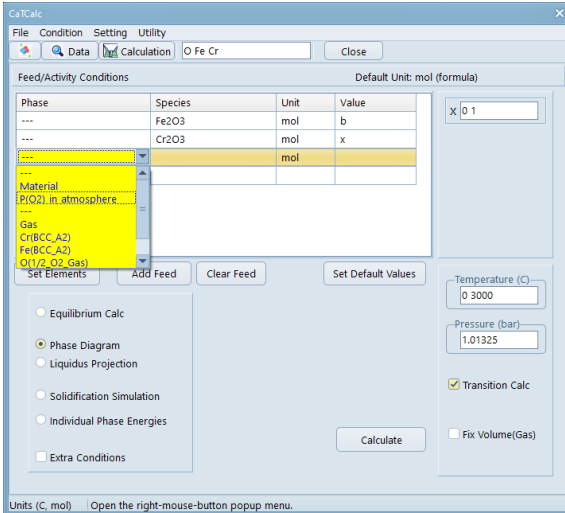 CaTCalc
File Condition Setting Utility
Data Calculation O Fe Cr Close
Feed/Activity Conditions Default Unit: mol (formula)
Phase Species Unit Value
--- Fe2O3 mol b
--- Cr2O3 mol x
--- mol
---
Material
P(O2) in atmosphere
---
Gas
Cr(BCC_A2)
Fe(BCC_A2)
O(1/2_O2_Gas)
X 0 1
Set Elements Add Feed Clear Feed Set Default Values
Equilibrium Calc
Phase Diagram
Liquidus Projection
Solidification Simulation
Individual Phase Energies
Extra Conditions
Calculate
Temperature (C)
0 3000
Pressure (bar)
1.01325
Transition Calc
Fix Volume(Gas)
Units (C, mol) Open the right-mouse-button popup menu.